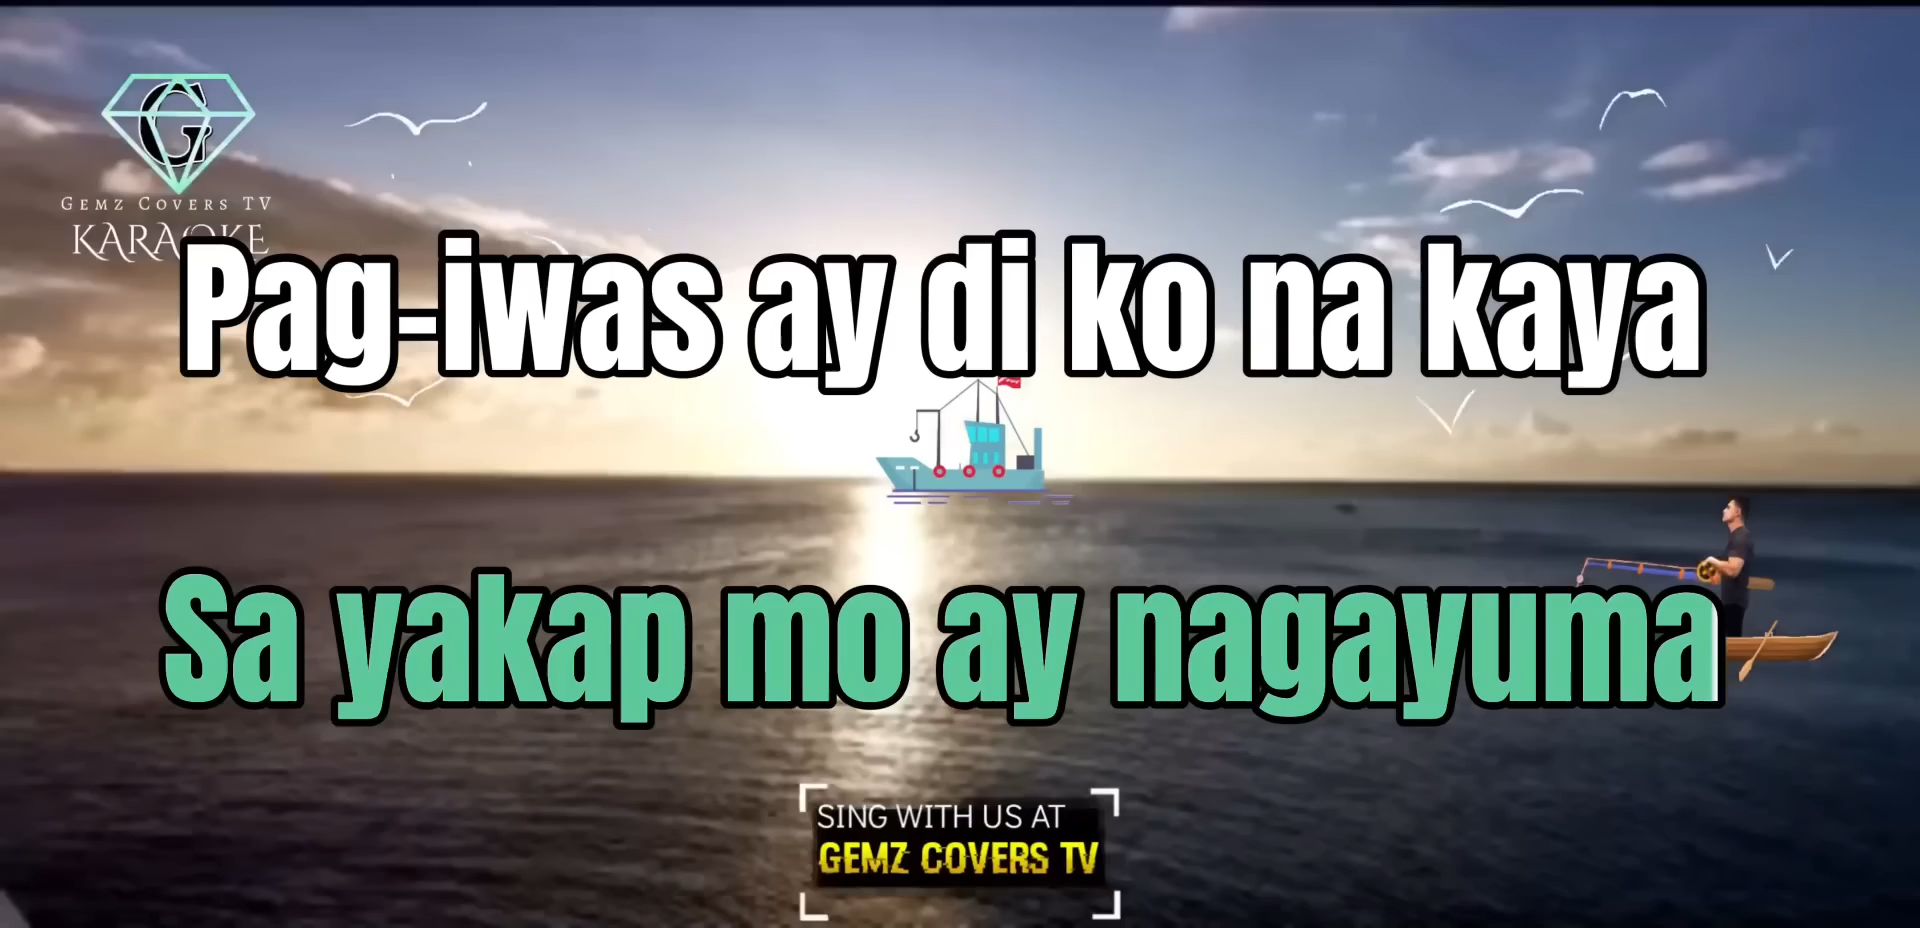 G
Gemz Covers TV
KARAOKE
Pag-iwas ay di ko na kaya
Sa yakap mo ay nagayuma
SING WITH US AT
GEMZ COVERS TV